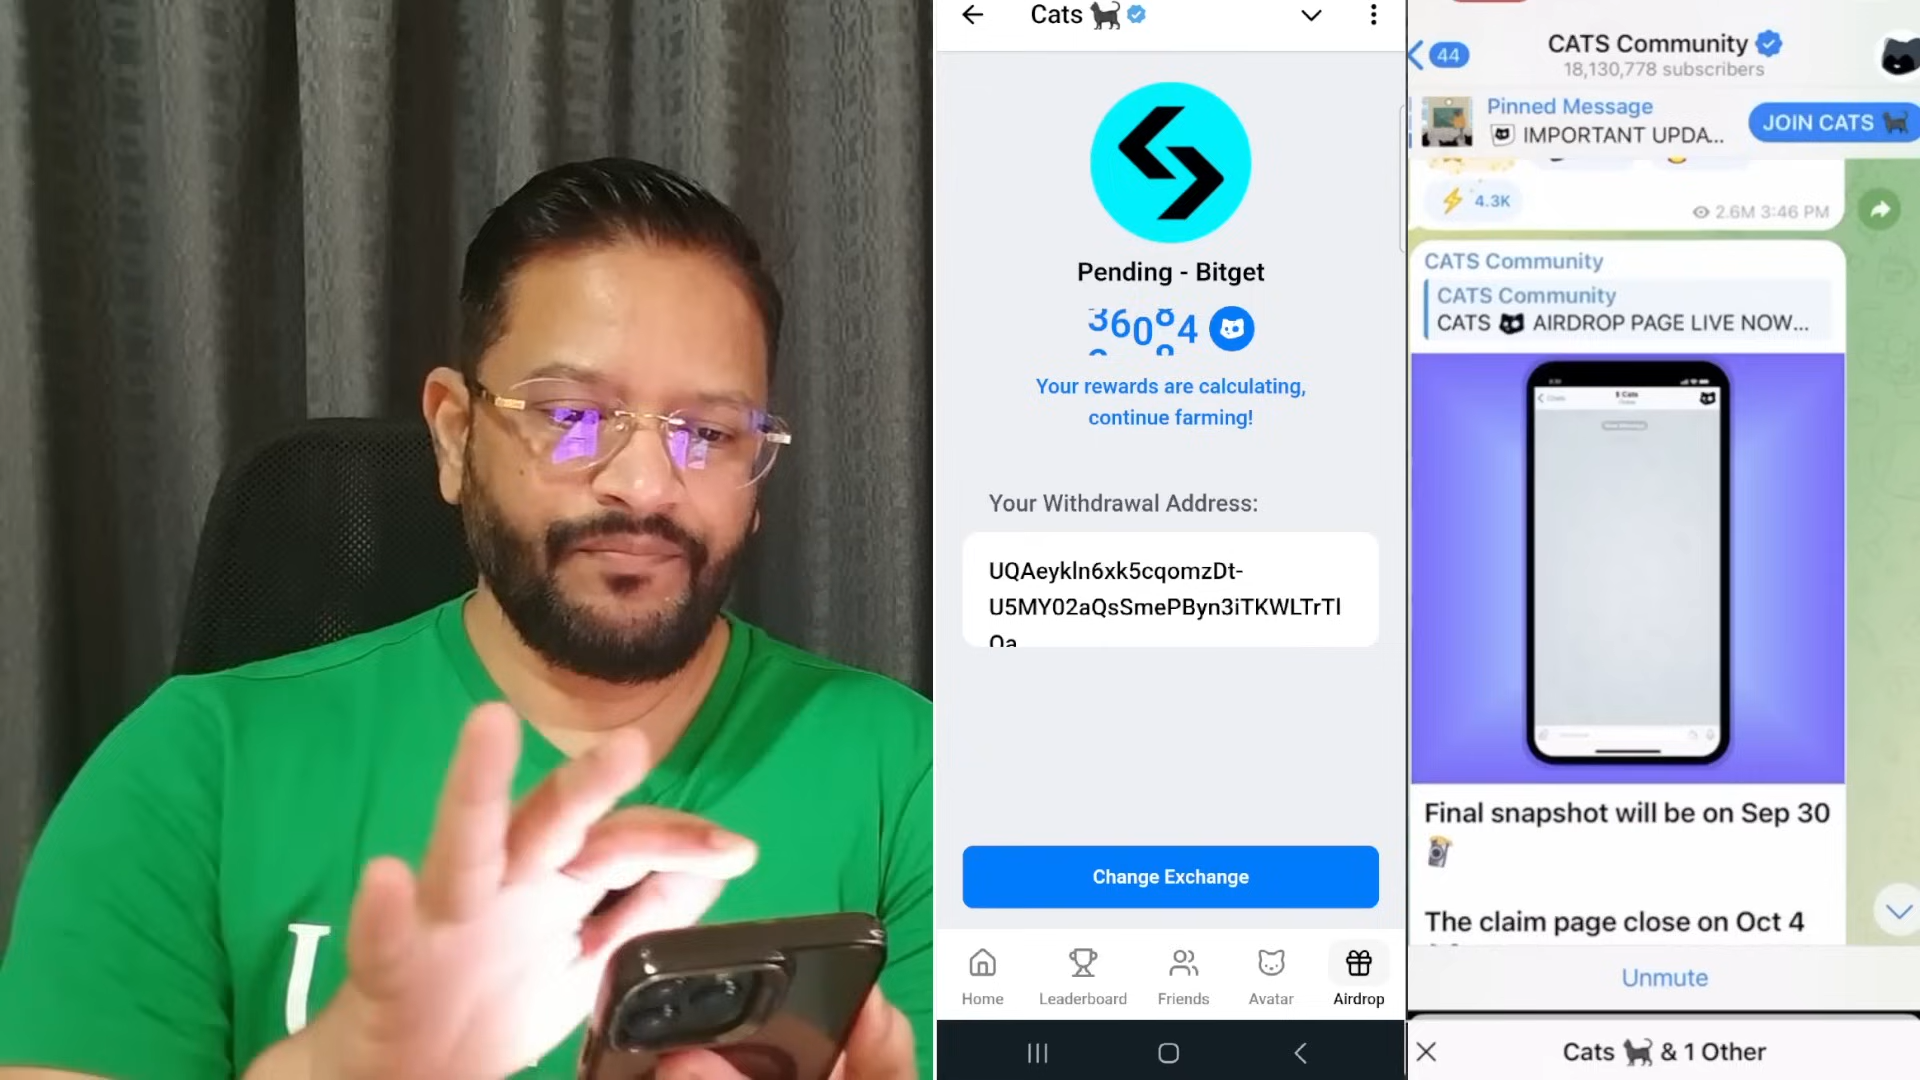 Cats
Pending - Bitget
36084
Your rewards are calculating,
continue farming!
Your Withdrawal Address:
UQAeykln6xk5cqomzDt-
U5MY02aQsSmePByn3iTKWLTrTl
Change Exchange
Home
Leaderboard
Friends
Avatar
Airdrop
44
CATS Community
18,130,778 subscribers
Pinned Message
IMPORTANT UPDA...
JOIN CATS
4.3K
2.6M 3:46 PM
CATS Community
CATS Community
CATS AIRDROP PAGE LIVE NOW...
Final snapshot will be on Sep 30
The claim page close on Oct 4
Unmute
Cats & 1 Other